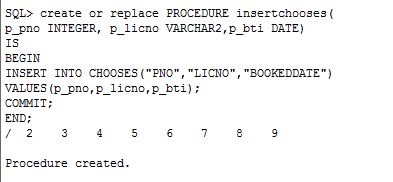 SQL> create or replace PROCEDURE insertchooses(
p_pno INTEGER, p_licno VARCHAR2,p_bti DATE)
IS
BEGIN
INSERT INTO CHOOSES("PNO","LICNO","BOOKEDDATE")
VALUES(p_pno,p_licno,p_bti);
COMMIT;
END;
/ 2 3 4 5 6 7 8 9
Procedure created.